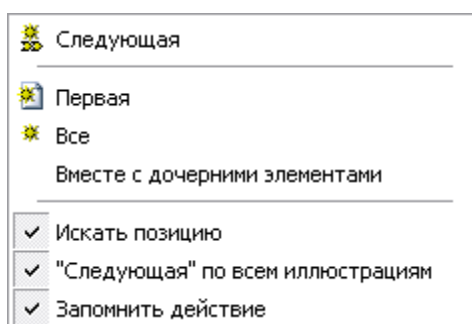 Следующая
Первая
Все
Вместе с дочерними элементами
Искать позицию
"Следующая" по всем иллюстрациям
Запомнить действие